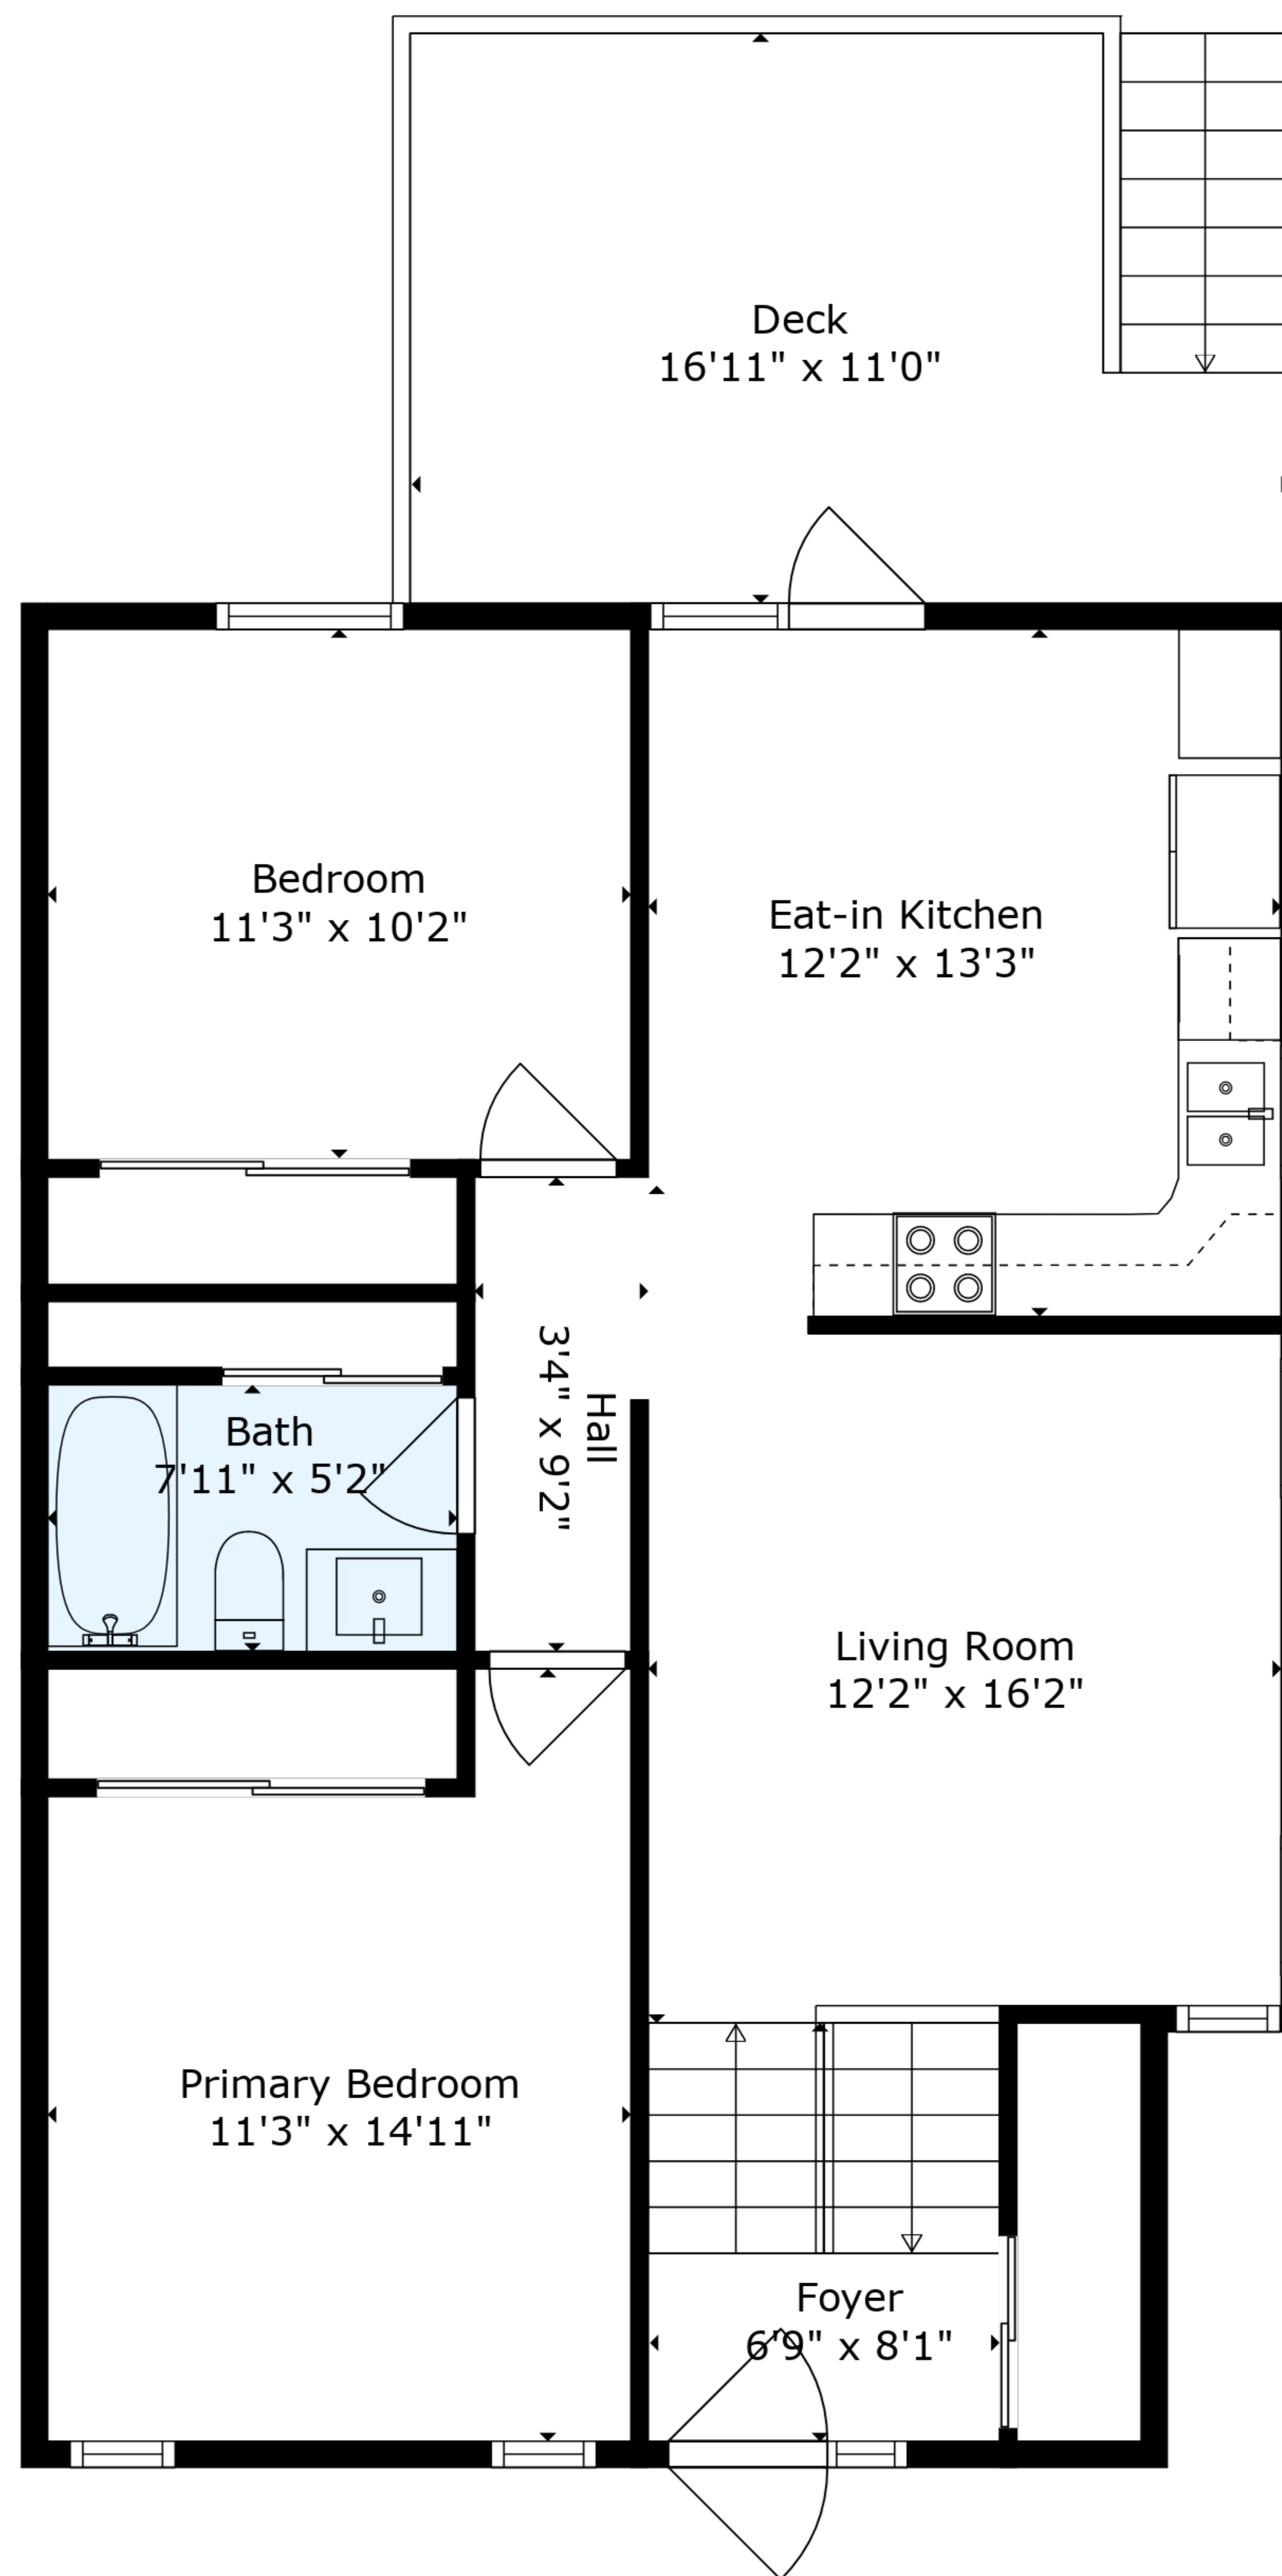 Deck
16'11" x 11'0"
Bedroom
11'3" x 10'2"
Eat-in Kitchen
12'2" x 13'3"
Hall
3'4" x 9'2"
Bath
7'11" x 5'2"
Living Room
12'2" x 16'2"
Primary Bedroom
11'3" x 14'11"
Foyer
6'9" x 8'1"